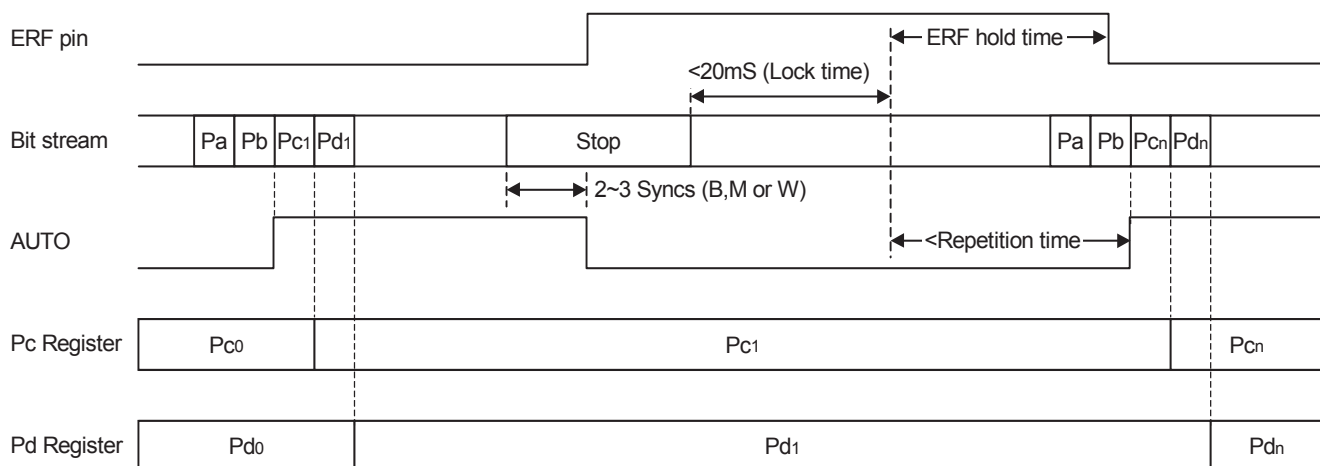 ERF pin
ERF hold time
<20mS (Lock time)
Bit stream
Pa Pb Pc1 Pd1 Stop Pa Pb Pcn Pdn
2~3 Syncs (B,M or W)
AUTO
<Repetition time
Pc Register Pc0 Pc1 Pcn
Pd Register Pd0 Pd1 Pdn